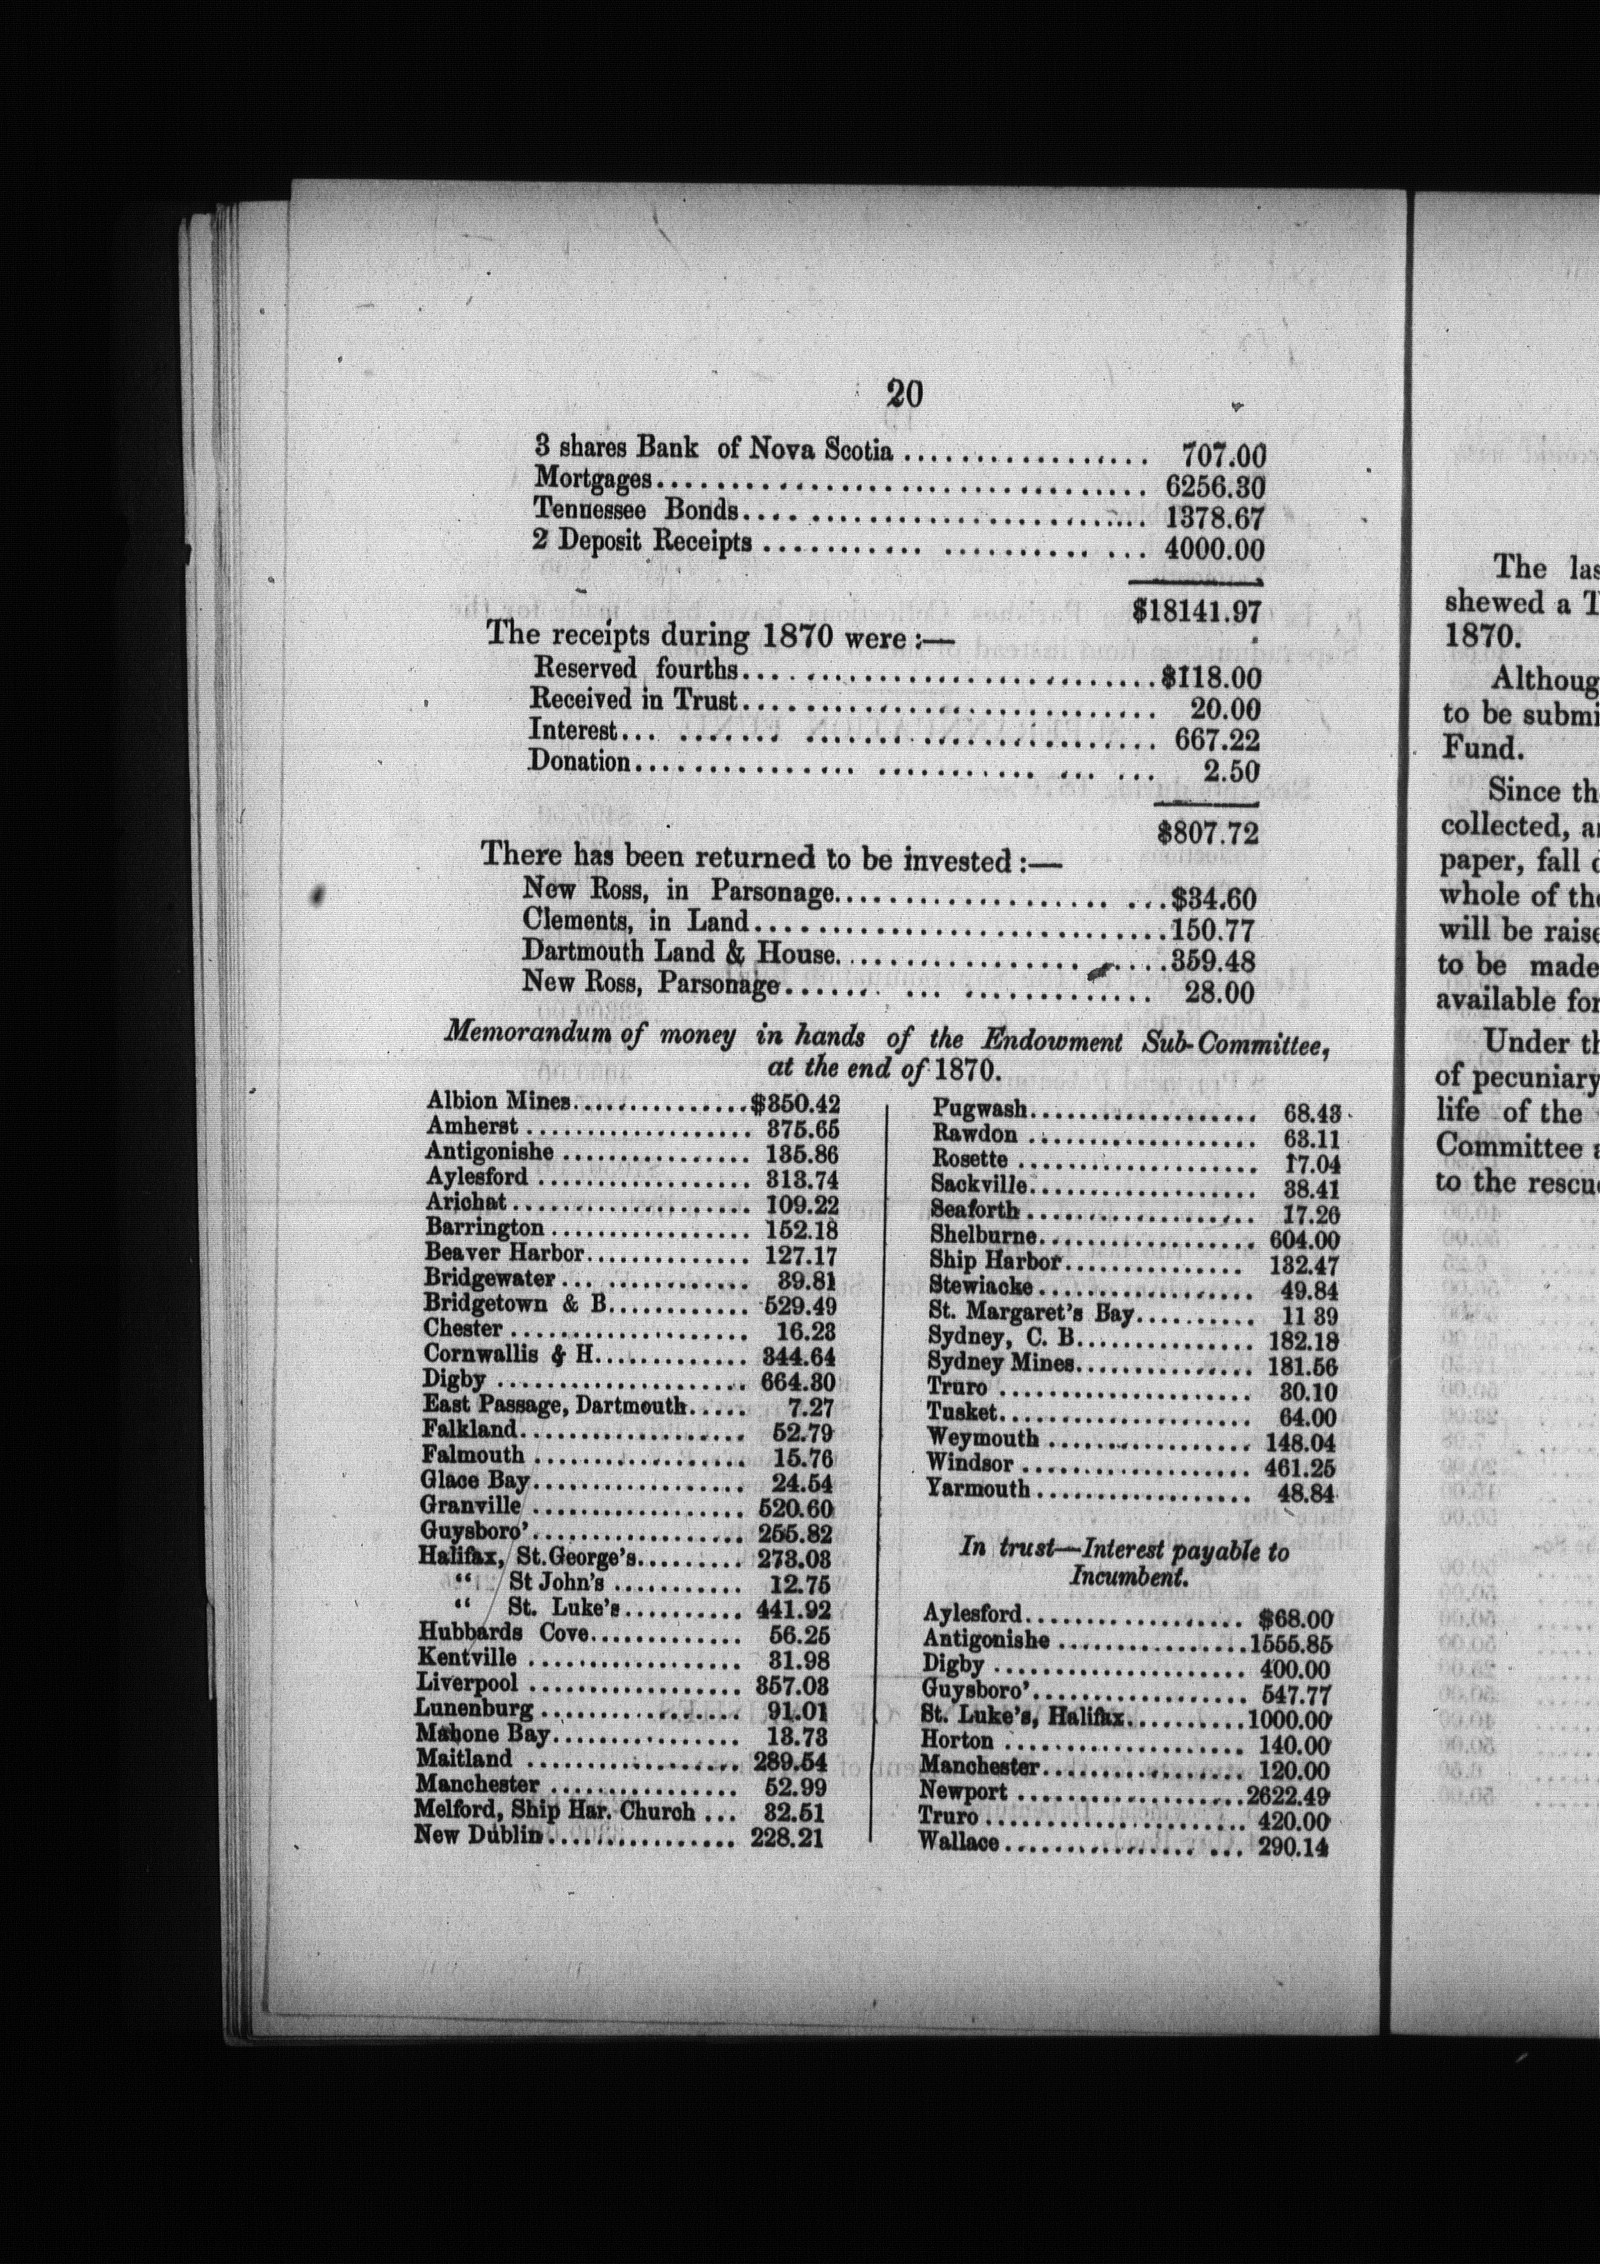 20
3 shares Bank of Nova Scotia ................. 707.00
Mortgages................................. 6256.30
Tennessee Bonds.... ....................... 1378.67
2 Deposit Receipts ........... .......... ... 4000.00
$18141.97
The receipts during 1870 were :—
Reserved fourths............................$118.00
Received in Trust............................ 20.00
Interest... ....... ........................ 667.22
Donation............... ........... ... ... 2.50
$807.72
There has been returned to be invested :—
New Ross, in Parsonage................... ...$34.60
Clements, in Land............................150.77
Dartmouth Land & House................. ....359.48
New Ross, Parsonage....... ... ............. 28.00
Memorandum of money in hands of the Endowment Sub-Committee,
at the end of 1870.
Albion Mines..............$350.42
Amherst .................. 375.65
Antigonishe ............... 135.86
Aylesford ................. 313.74
Arichat................... 109.22
Barrington ................ 152.18
Beaver Harbor............. 127.17
Bridgewater... ........... 39.81
Bridgetown & B............ 529.49
Chester ................... 16.23
Cornwallis & H............ 344.64
Digby .................... 664.30
East Passage, Dartmouth..... 7.27
Falkland................... 52.79
Falmouth ................. 15.76
Glace Bay................. 24.54
Granville ................. 520.60
Guysboro'................. 255.82
Halifax, St.George's......... 273.03
“ St John's ........... 12.75
“ St. Luke's.......... 441.92
Hubbards Cove............. 56.25
Kentville ................. 31.98
Liverpool ................. 357.03
Lunenburg ................ 91.01
Mahone Bay............... 13.73
Maitland ................. 289.54
Manchester ............... 52.99
Melford, Ship Har. Church ... 32.51
New Dublin................ 228.21
Pugwash................... 68.43
Rawdon .................. 63.11
Rosette .................... 17.04
Sackville................... 38.41
Seaforth ................... 17.26
Shelburne.................. 604.00
Ship Harbor............... 132.47
Stewiacke.................. 49.84
St. Margaret's Bay.......... 11 39
Sydney, C. B............... 182.18
Sydney Mines.............. 181.56
Truro ..................... 30.10
Tusket..................... 64.00
Weymouth ................. 148.04
Windsor ................... 461.25
Yarmouth .................. 48.84
In trust—Interest payable to
Incumbent.
Aylesford.................. $68.00
Antigonishe ................1555.85
Digby ..................... 400.00
Guysboro'.................. 547.77
St. Luke's, Halifax..........1000.00
Horton .................... 140.00
Manchester................. 120.00
Newport ...................2622.49
Truro...................... 420.00
Wallace................ ... 290.14
The las
shewed a T
1870.
Althoug
to be submi
Fund.
Since th
collected, a
paper, fall
whole of the
will be raise
to be made
available for
Under th
of pecuniary
life of the
Committee a
to the rescu